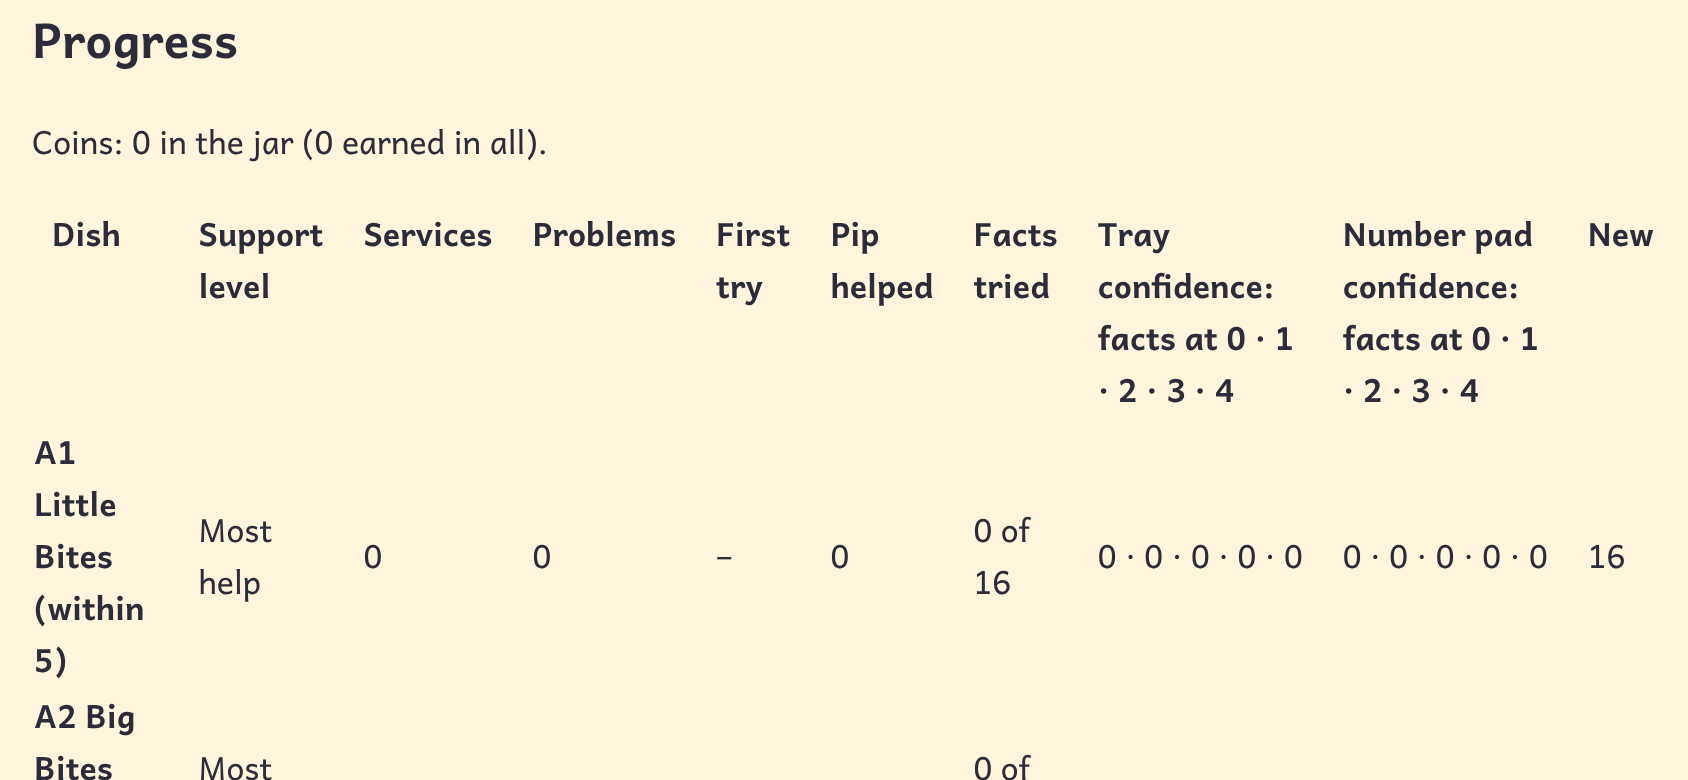 Progress
Coins: 0 in the jar (0 earned in all).
Dish
Support
level
Services
Problems
First
try
Pip
helped
Facts
tried
Tray
confidence:
facts at 0 · 1
· 2 · 3 · 4
Number pad
confidence:
facts at 0 · 1
· 2 · 3 · 4
New
A1
Little
Bites
(within
5)
Most
help
0
0
–
0
0 of
16
0 · 0 · 0 · 0 · 0
0 · 0 · 0 · 0 · 0
16
A2 Big
Bites
Most
0 of